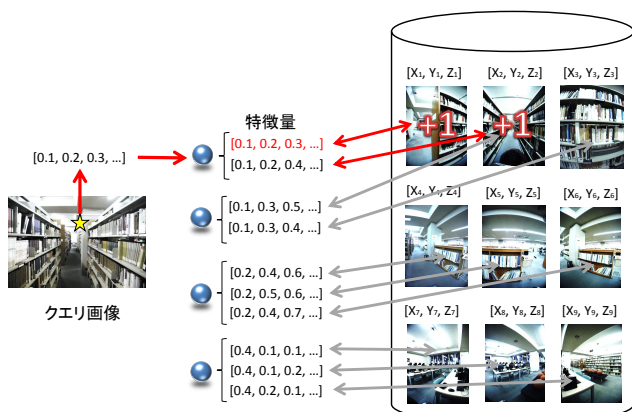 特徴量
[0.1, 0.2, 0.3, ...]
クエリ画像
[0.1, 0.2, 0.3, ...]
[0.1, 0.2, 0.4, ...]
[0.1, 0.3, 0.5, ...]
[0.1, 0.3, 0.4, ...]
[0.2, 0.4, 0.6, ...
[0.2, 0.5, 0.6, ...
[0.2, 0.4, 0.7, ...
[0.4, 0.1, 0.1, ...]
[0.4, 0.1, 0.2, ...]
[0.4, 0.2, 0.1, ...]
[X₁, Y₁, Z₁] [X₂, Y₂, Z₂] [X₃, Y₃, Z₃]
+1 +1
[X₄, Y₄, Z₄] [X₅, Y₅, Z₅] [X₆, Y₆, Z₆]
[X₇, Y₇, Z₇] [X₈, Y₈, Z₈] [X₉, Y₉, Z₉]